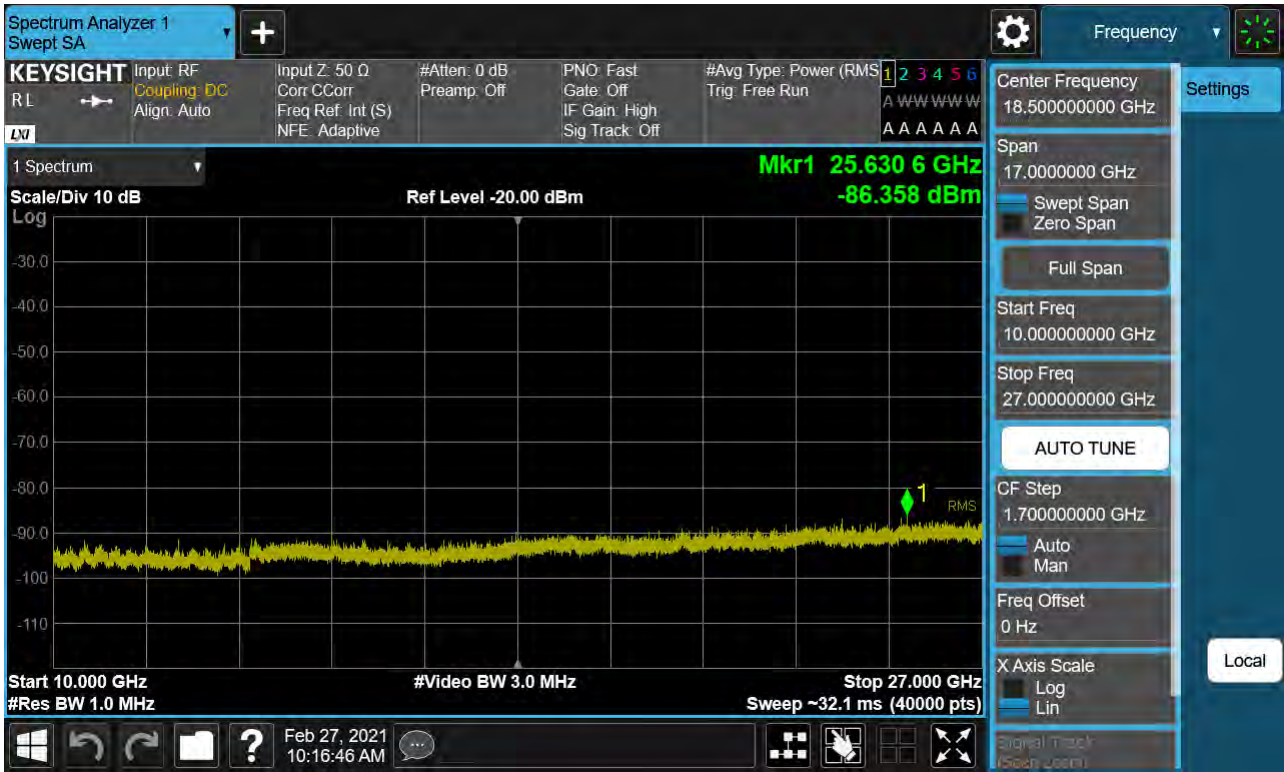 Spectrum Analyzer 1
Swept SA
+
Frequency
KEYSIGHT
RL
LXI
Input: RF
Coupling: DC
Align: Auto
Input Z: 50 Ω
Corr CCorr
Freq Ref: Int (S)
NFE: Adaptive
#Atten: 0 dB
Preamp: Off
PNO: Fast
Gate: Off
IF Gain: High
Sig Track: Off
#Avg Type: Power (RMS
Trig: Free Run
1 2 3 4 5 6
A W W W W W
A A A A A A
1 Spectrum
Scale/Div 10 dB
Log
Ref Level -20.00 dBm
Mkr1 25.630 6 GHz
-86.358 dBm
-30.0
-40.0
-50.0
-60.0
-70.0
-80.0
-90.0
-100
-110
1
RMS
Start 10.000 GHz
#Res BW 1.0 MHz
#Video BW 3.0 MHz
Stop 27.000 GHz
Sweep ~32.1 ms (40000 pts)
Center Frequency
18.500000000 GHz
Span
17.0000000 GHz
Swept Span
Zero Span
Full Span
Start Freq
10.000000000 GHz
Stop Freq
27.000000000 GHz
AUTO TUNE
CF Step
1.700000000 GHz
Auto
Man
Freq Offset
0 Hz
X Axis Scale
Log
Lin
Signal Track
(Span Zoom)
Settings
Local
?
Feb 27, 2021
10:16:46 AM